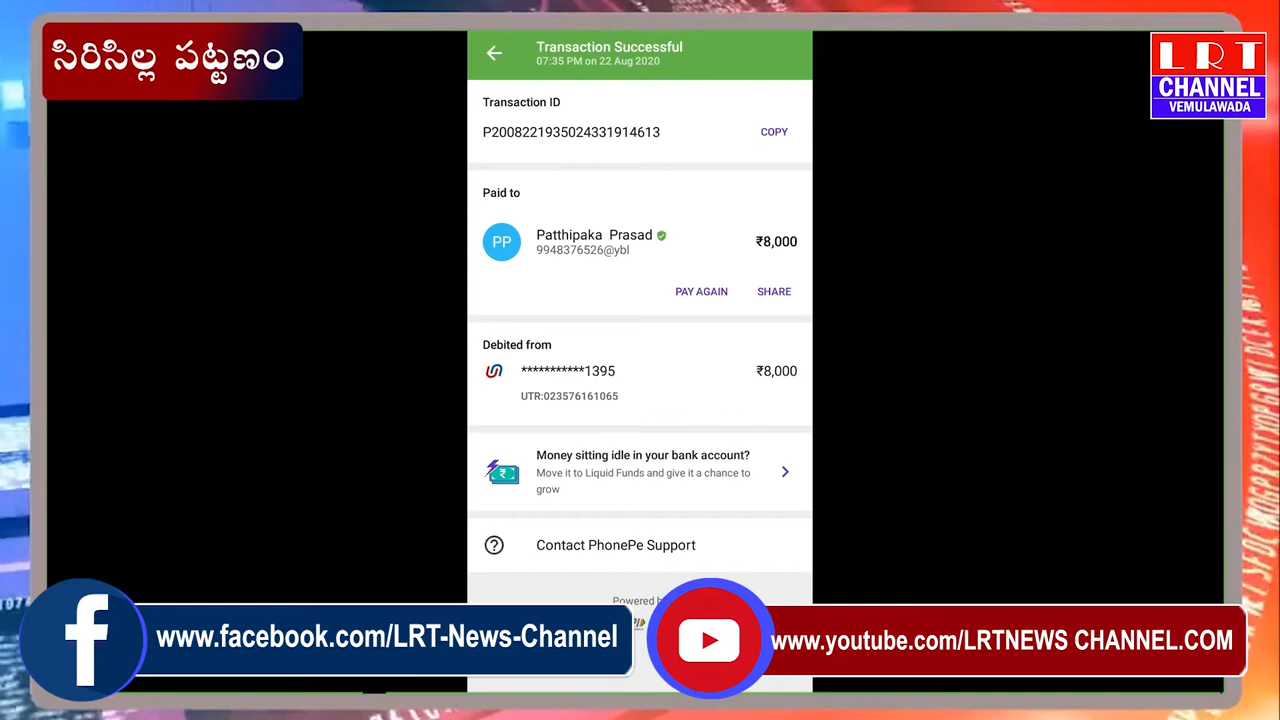 సిరిసిల్ల పట్టణం
LRT
CHANNEL
VEMULAWADA
Transaction Successful
07:35 PM on 22 Aug 2020
Transaction ID
P2008221935024331914613
COPY
Paid to
PP
Patthipaka Prasad
₹8,000
9948376526@ybl
PAY AGAIN
SHARE
Debited from
***********1395
₹8,000
UTR:023576161065
Money sitting idle in your bank account?
Move it to Liquid Funds and give it a chance to
grow
Contact PhonePe Support
Powered
www.facebook.com/LRT-News-Channel
www.youtube.com/LRTNEWS CHANNEL.COM